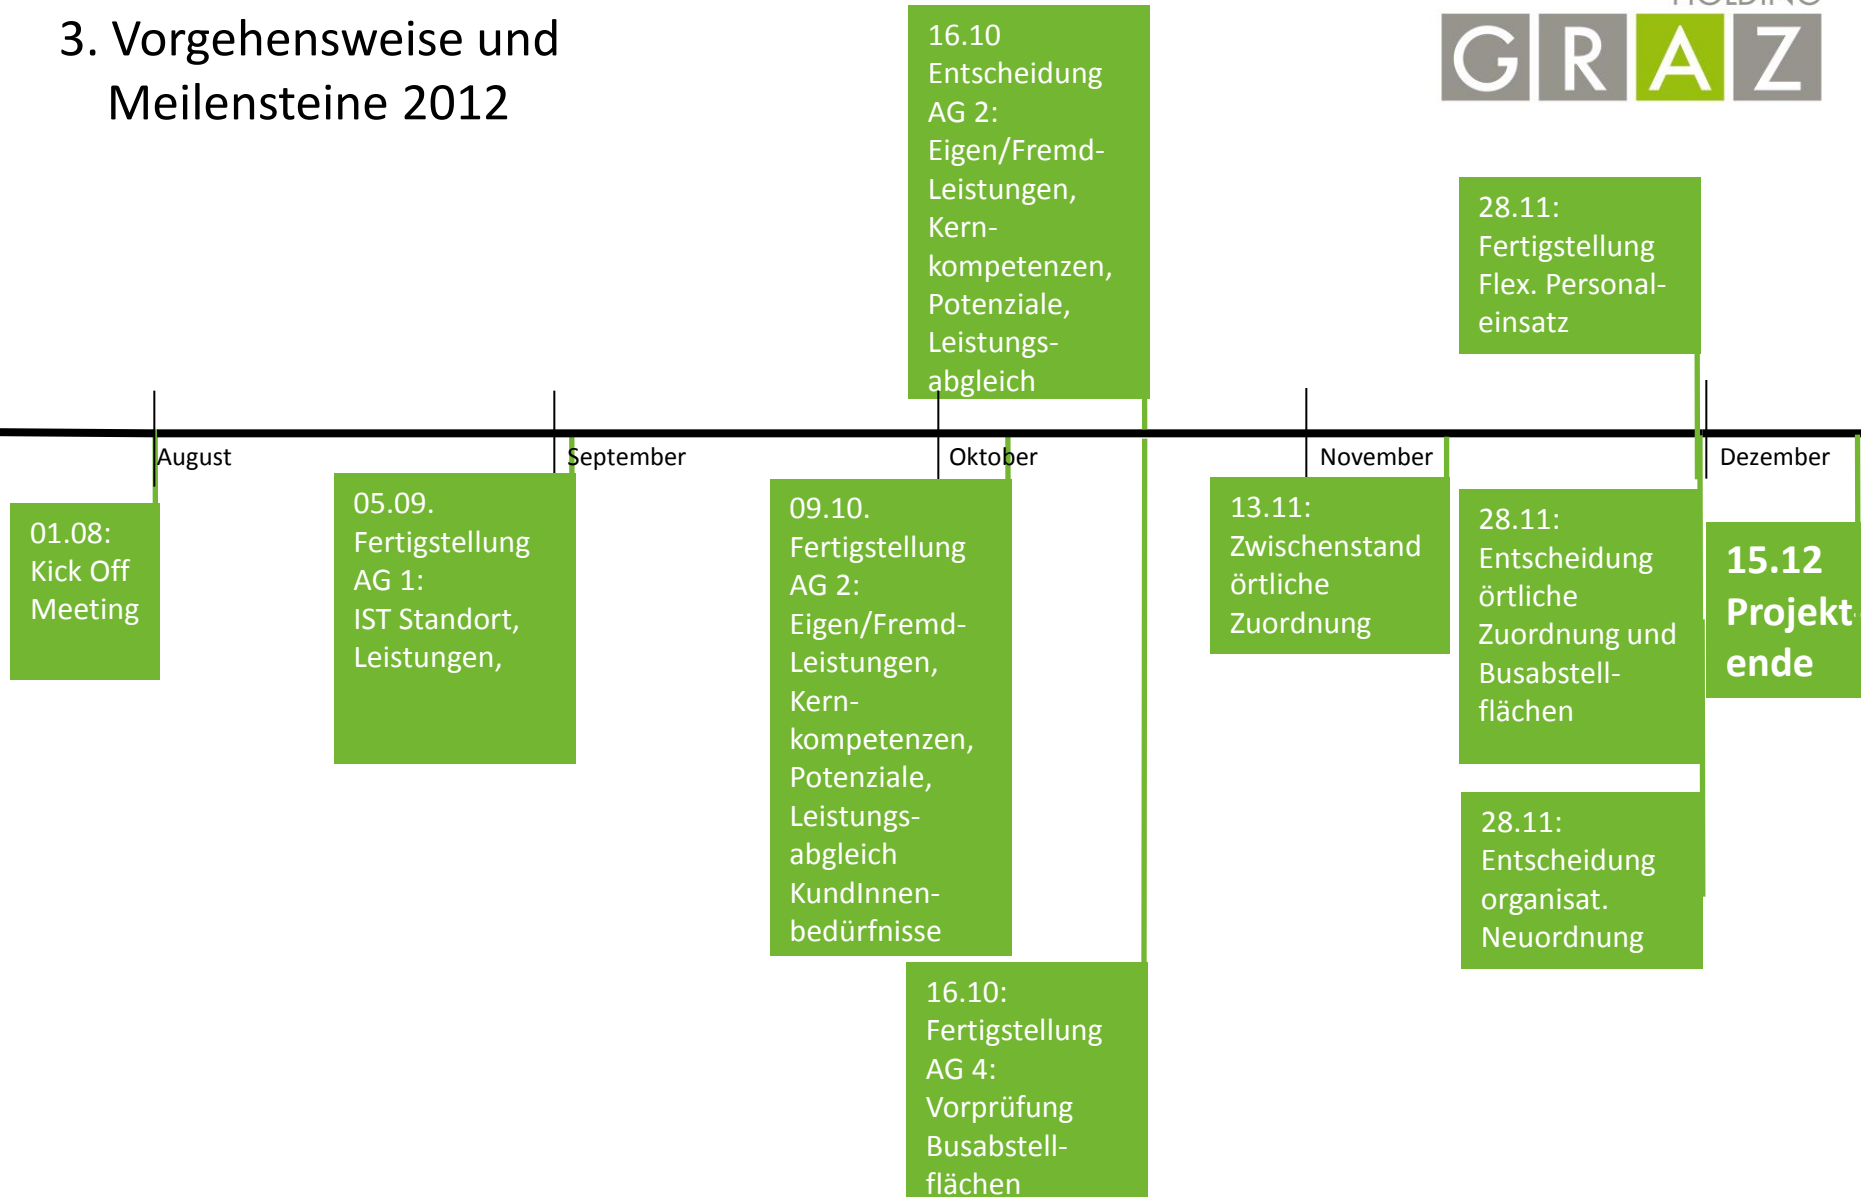 3. Vorgehensweise und
Meilensteine 2012
HOLDING
GRAZ
16.10
Entscheidung
AG 2:
Eigen/Fremd-
Leistungen,
Kern-
kompetenzen,
Potenziale,
Leistungs-
abgleich
28.11:
Fertigstellung
Flex. Personal-
einsatz
August
September
Oktober
November
Dezember
01.08:
Kick Off
Meeting
05.09.
Fertigstellung
AG 1:
IST Standort,
Leistungen,
09.10.
Fertigstellung
AG 2:
Eigen/Fremd-
Leistungen,
Kern-
kompetenzen,
Potenziale,
Leistungs-
abgleich
KundInnen-
bedürfnisse
16.10:
Fertigstellung
AG 4:
Vorprüfung
Busabstell-
flächen
13.11:
Zwischenstand
örtliche
Zuordnung
28.11:
Entscheidung
örtliche
Zuordnung und
Busabstell-
flächen
28.11:
Entscheidung
organisat.
Neuordnung
15.12
Projekt-
ende